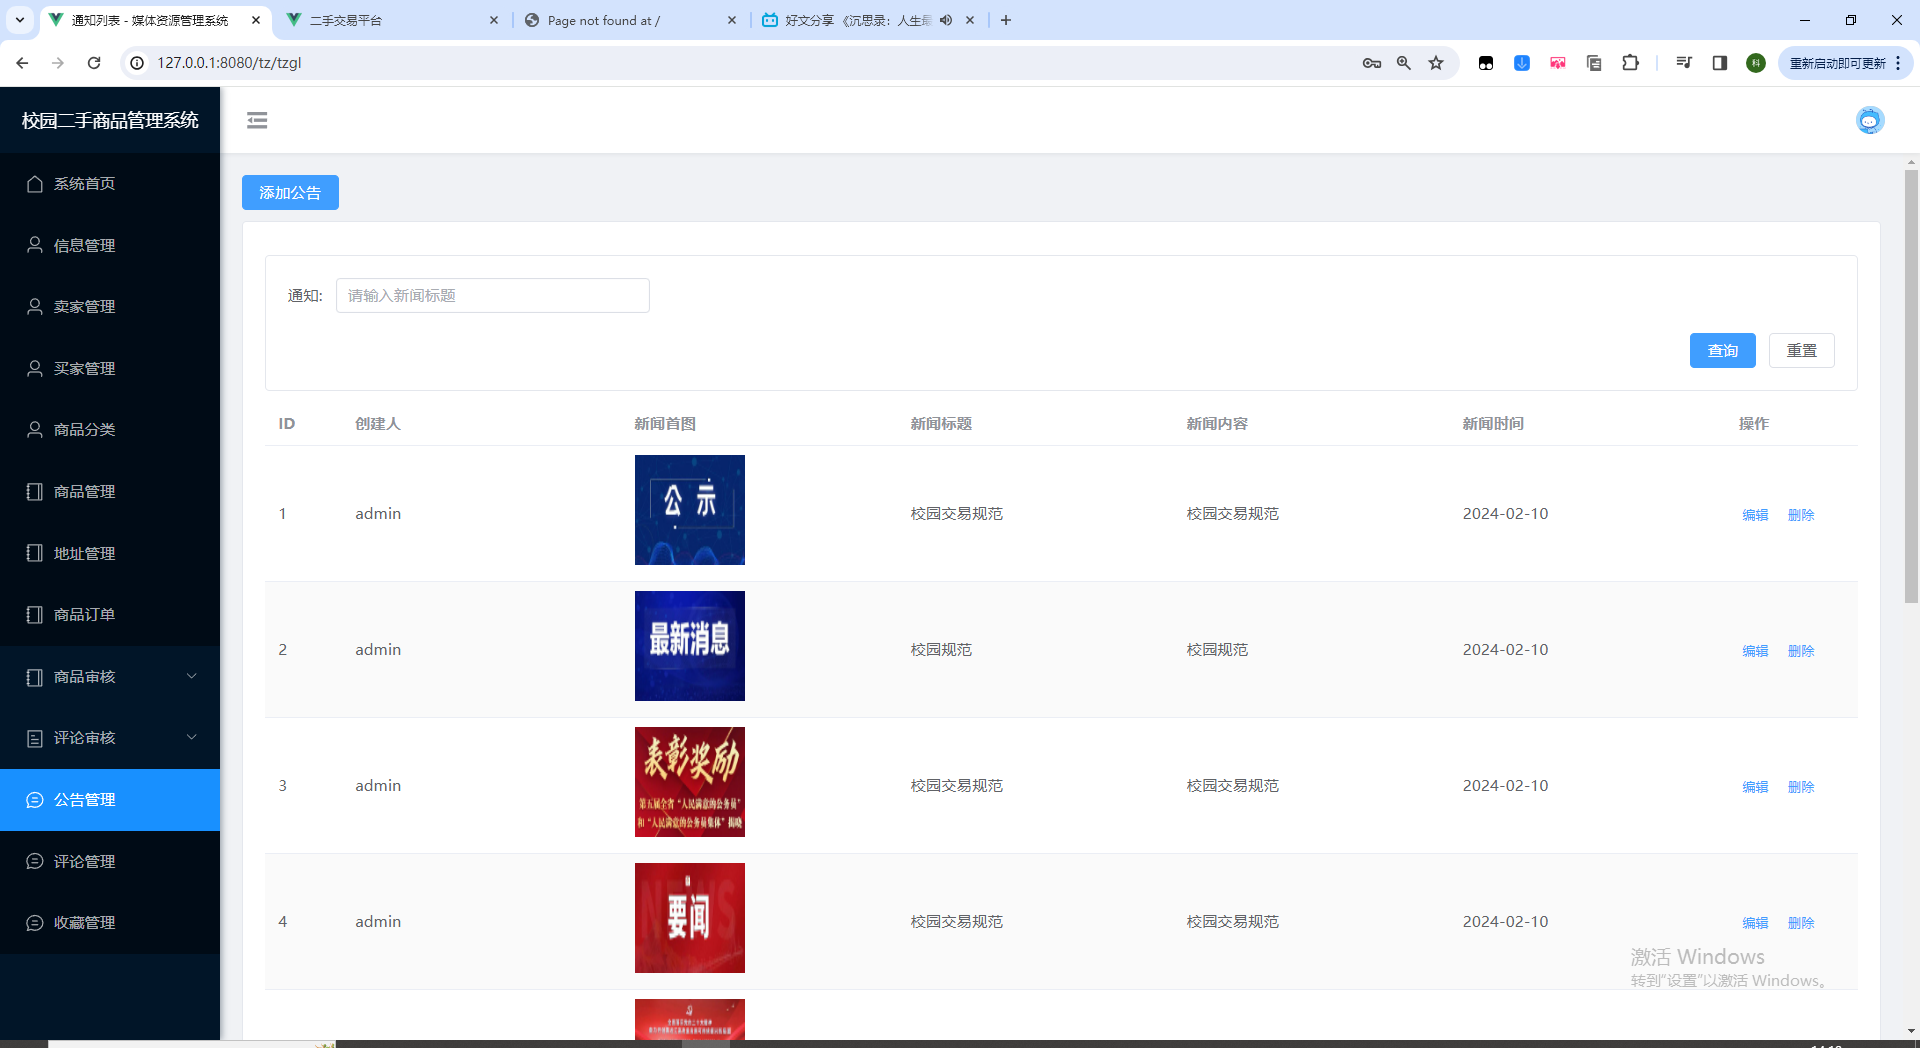 通知列表 - 媒体资源管理系统
二手交易平台
Page not found at /
好文分享 《沉思录：人生最
127.0.0.1:8080/tz/tzgl
科
重新启动即可更新
校园二手商品管理系统
系统首页
信息管理
卖家管理
买家管理
商品分类
商品管理
地址管理
商品订单
商品审核
评论审核
公告管理
评论管理
收藏管理
添加公告
通知:
请输入新闻标题
查询
重置
ID 创建人 新闻首图 新闻标题 新闻内容 新闻时间 操作
公 示
1 admin 校园交易规范 校园交易规范 2024-02-10 编辑 删除
最新消息
2 admin 校园规范 校园规范 2024-02-10 编辑 删除
表彰奖励
第五届全省“人民满意的公务员”
和“人民满意的公务员集体”揭晓
3 admin 校园交易规范 校园交易规范 2024-02-10 编辑 删除
NEWS
要闻
4 admin 校园交易规范 校园交易规范 2024-02-10 编辑 删除
激活 Windows
转到“设置”以激活 Windows。